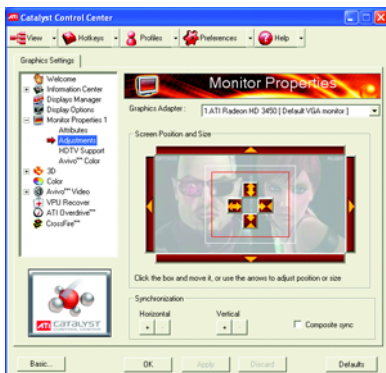 Catalyst Control Center
View Hotkeys Profiles Preferences Help
Graphics Settings
Welcome
Information Center
Displays Manager
Display Options
Monitor Properties 1
Attributes
Adjustments
HDTV Support
Avivo™ Color
3D
Color
Avivo™ Video
VPU Recover
ATI Overdrive™
CrossFire™
ATI CATALYST
CONTROL CENTER
Monitor Properties
Graphics Adapter: 1.ATI Radeon HD 3450 [ Default VGA monitor ]
Screen Position and Size
Click the box and move it, or use the arrows to adjust position or size
Synchronization
Horizontal Vertical
+ - + - Composite sync
Basic... OK Apply Discard Defaults